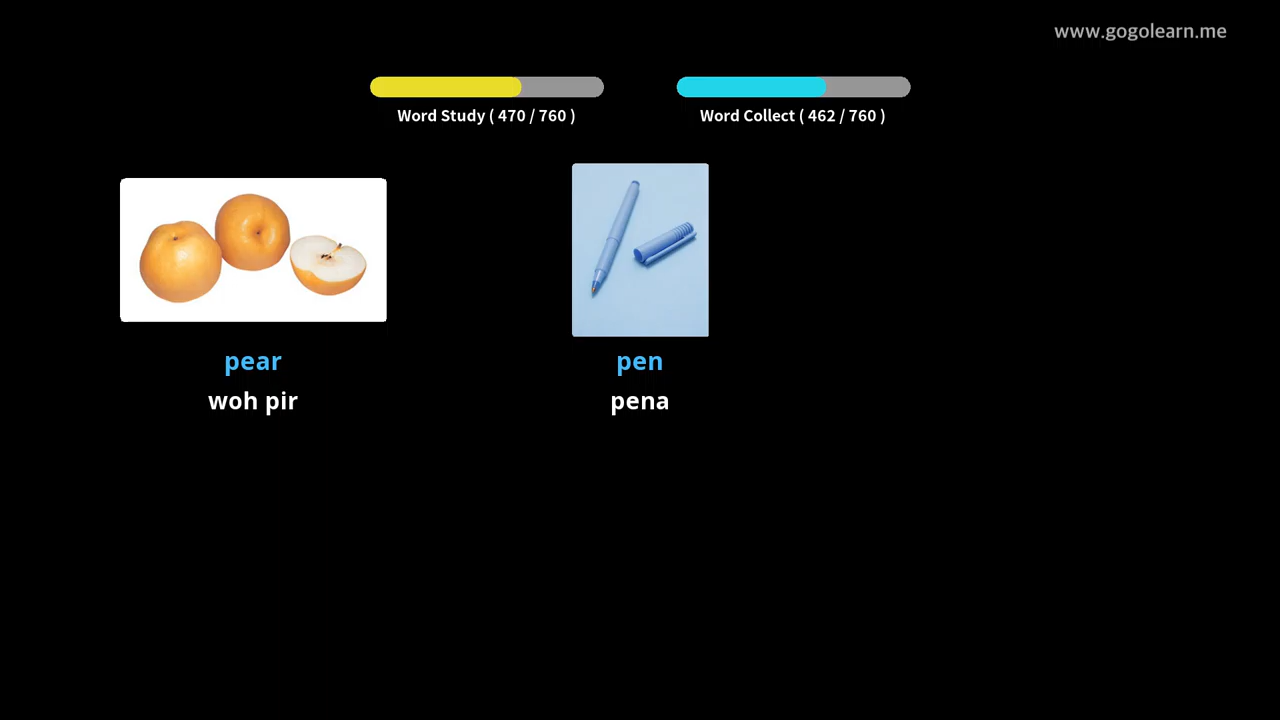 www.gogolearn.me
Word Study ( 470 / 760 )
Word Collect ( 462 / 760 )
pear
woh pir
pen
pena